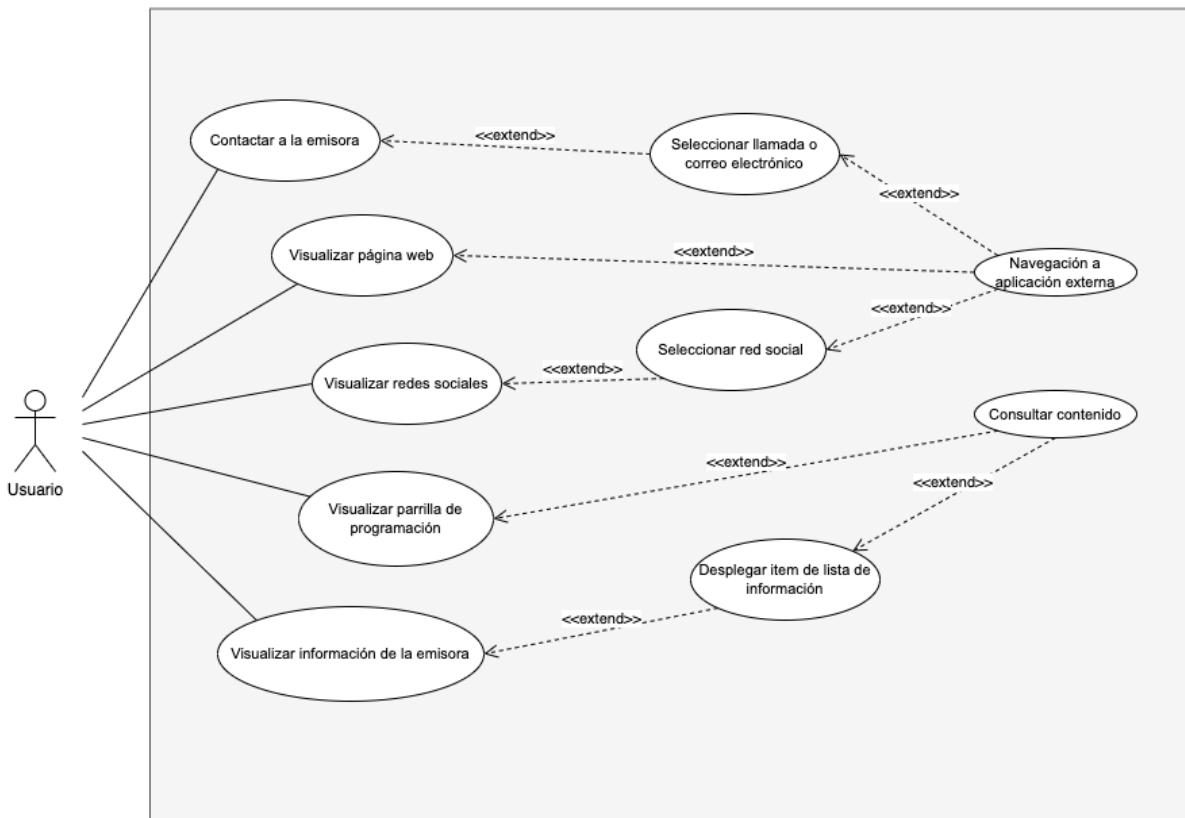 Contactar a la emisora
<<extend>>
Seleccionar llamada o
correo electrónico
<<extend>>
Visualizar página web
<<extend>>
Navegación a
aplicación externa
<<extend>>
Seleccionar red social
Visualizar redes sociales
<<extend>>
Consultar contenido
Usuario
<<extend>>
<<extend>>
Visualizar parrilla de
programación
Desplegar item de lista de
información
<<extend>>
Visualizar información de la emisora